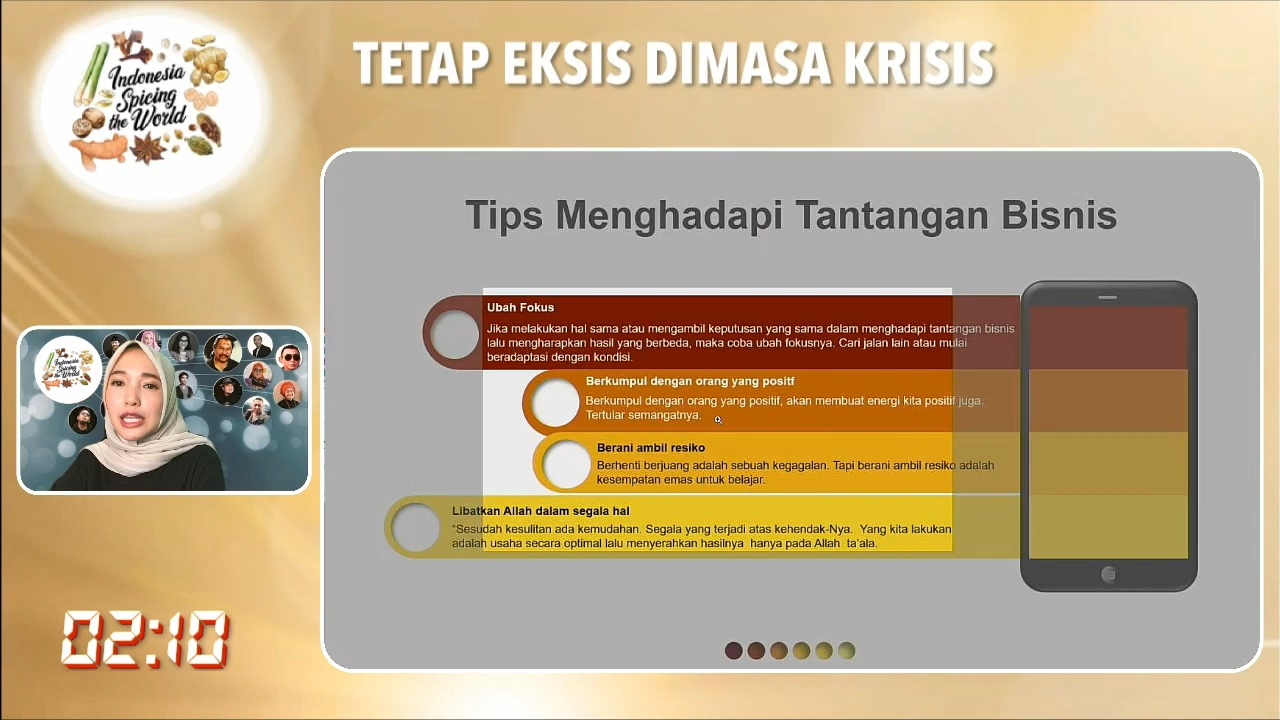 Indonesia
Spicing
the World
TETAP EKSIS DIMASA KRISIS
Tips Menghadapi Tantangan Bisnis
Ubah Fokus
Jika melakukan hal sama atau mengambil keputusan yang sama dalam menghadapi tantangan bisnis
lalu mengharapkan hasil yang berbeda, maka coba ubah fokusnya. Cari jalan lain atau mulai
beradaptasi dengan kondisi.
Berkumpul dengan orang yang positf
Berkumpul dengan orang yang positif, akan membuat energi kita positif juga.
Tertular semangatnya.
Berani ambil resiko
Berhenti berjuang adalah sebuah kegagalan. Tapi berani ambil resiko adalah
kesempatan emas untuk belajar.
Libatkan Allah dalam segala hal
"Sesudah kesulitan ada kemudahan. Segala yang terjadi atas kehendak-Nya. Yang kita lakukan
adalah usaha secara optimal lalu menyerahkan hasilnya hanya pada Allah ta'ala.
Indonesia
Spicing
the World
02:10